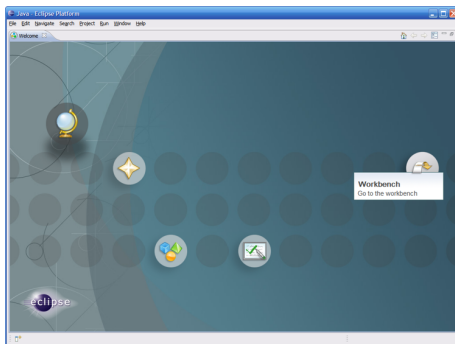 Java - Eclipse Platform
File Edit Navigate Search Project Run Window Help
Welcome
Workbench
Go to the workbench
eclipse